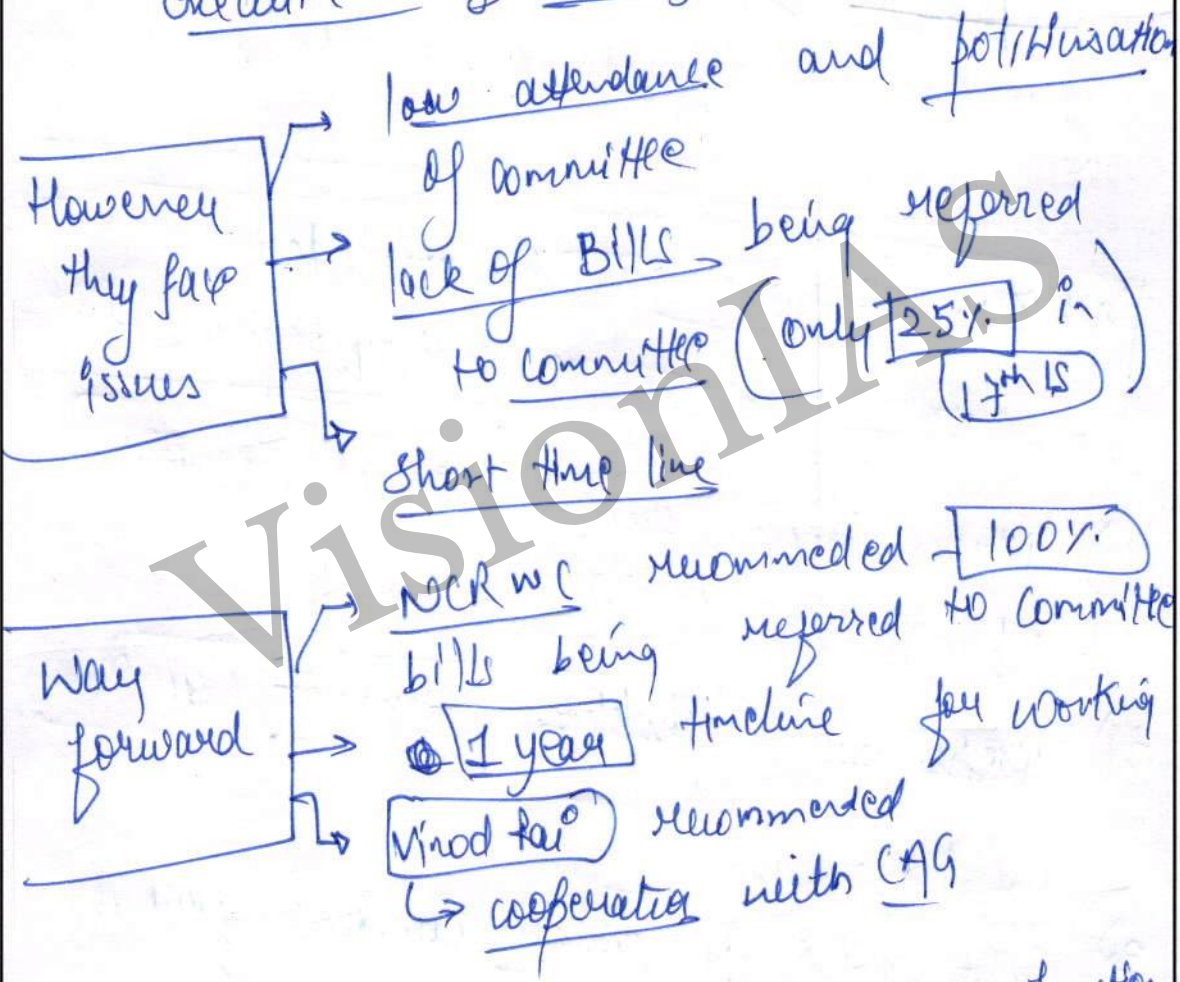 low attendance and politicisation
of committee
However
they face
issues
lack of Bills being referred
to committee (only 25% in
17th LS)
Short time line
NCRWC recommeded 100%
bills being referred to committee
Way
forward
1 year timeline for working
Vinod Rai recommended
↳ cooperation with CAG
VisionIAS